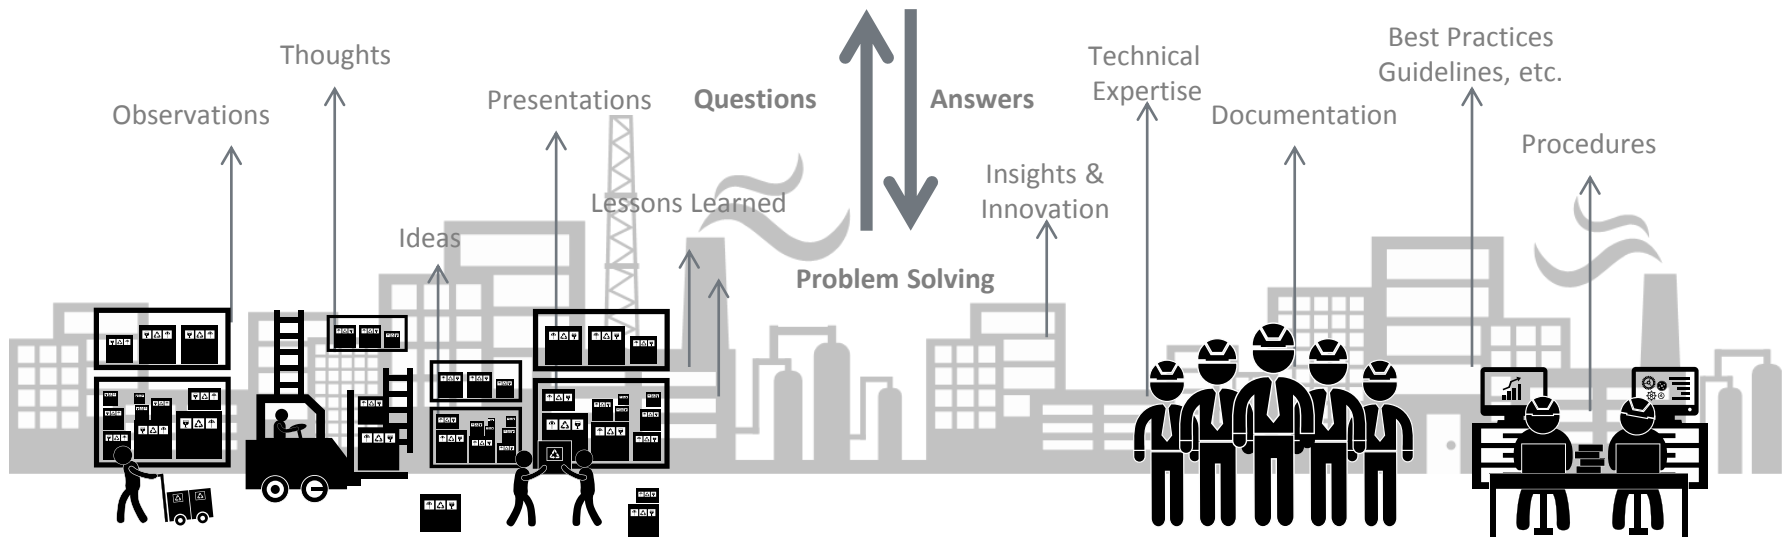 Thoughts
Observations
Presentations
Questions
Answers
Ideas
Lessons Learned
Problem Solving
Insights &
Innovation
Technical
Expertise
Documentation
Best Practices
Guidelines, etc.
Procedures